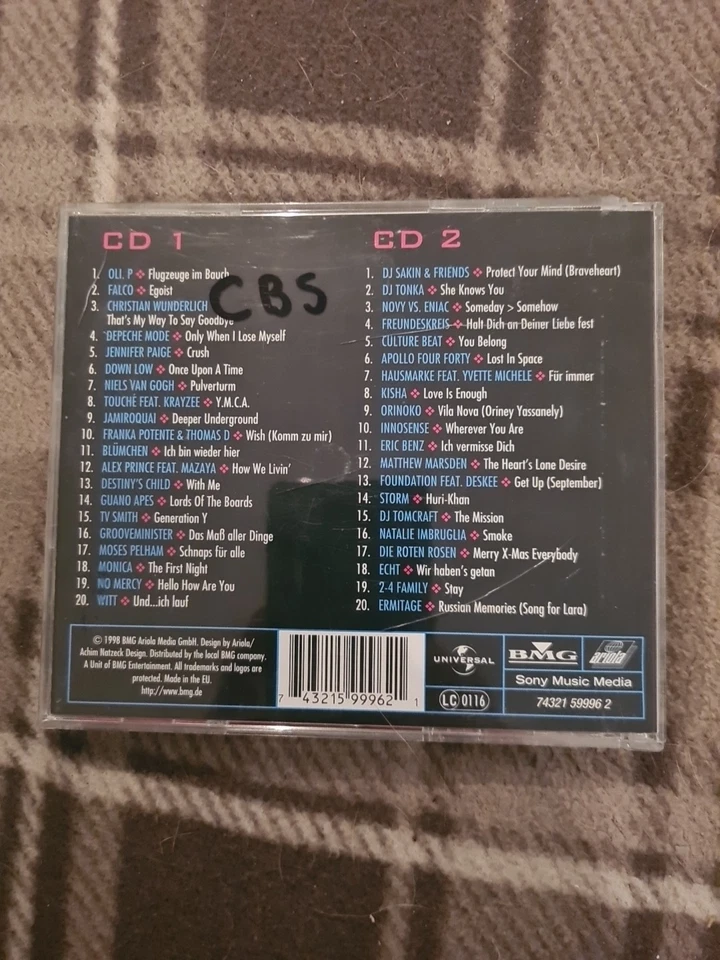 CD 1
1. OLI. P ❖ Flugzeuge im Bauch
2. FALCO ❖ Egoist
3. CHRISTIAN WUNDERLICH
That's My Way To Say Goodbye
4. DEPECHE MODE ❖ Only When I Lose Myself
5. JENNIFER PAIGE ❖ Crush
6. DOWN LOW ❖ Once Upon A Time
7. NIELS VAN GOGH ❖ Pulverturm
8. TOUCHÉ FEAT. KRAYZEE ❖ Y.M.C.A.
9. JAMIROQUAI ❖ Deeper Underground
10. FRANKA POTENTE & THOMAS D ❖ Wish (Komm zu mir)
11. BLÜMCHEN ❖ Ich bin wieder hier
12. ALEX PRINCE FEAT. MAZAYA ❖ How We Livin'
13. DESTINY'S CHILD ❖ With Me
14. GUANO APES ❖ Lords Of The Boards
15. TV SMITH ❖ Generation Y
16. GROOVEMINISTER ❖ Das Maß aller Dinge
17. MOSES PELHAM ❖ Schnaps für alle
18. MONICA ❖ The First Night
19. NO MERCY ❖ Hello How Are You
20. WITT ❖ Und...ich lauf
CBS
CD 2
1. DJ SAKIN & FRIENDS ❖ Protect Your Mind (Braveheart)
2. DJ TONKA ❖ She Knows You
3. NOVY VS. ENIAC ❖ Someday > Somehow
4. FREUNDESKREIS ❖ Halt Dich an Deiner Liebe fest
5. CULTURE BEAT ❖ You Belong
6. APOLLO FOUR FORTY ❖ Lost In Space
7. HAUSMARKE FEAT. YVETTE MICHELE ❖ Für immer
8. KISHA ❖ Love Is Enough
9. ORINOKO ❖ Vila Nova (Oriney Yassanely)
10. INNOSENSE ❖ Wherever You Are
11. ERIC BENZ ❖ Ich vermisse Dich
12. MATTHEW MARSDEN ❖ The Heart's Lone Desire
13. FOUNDATION FEAT. DESKEE ❖ Get Up (September)
14. STORM ❖ Huri-Khan
15. DJ TOMCRAFT ❖ The Mission
16. NATALIE IMBRUGLIA ❖ Smoke
17. DIE ROTEN ROSEN ❖ Merry X-Mas Everybody
18. ECHT ❖ Wir haben's getan
19. 2-4 FAMILY ❖ Stay
20. ERMITAGE ❖ Russian Memories (Song for Lara)
© 1998 BMG Ariola Media GmbH. Design by Ariola/
Achim Natzeck Design. Distributed by the local BMG company.
A Unit of BMG Entertainment. All trademarks and logos are
protected. Made in the EU.
http://www.bmg.de
7 43215 99962 1
UNIVERSAL
LC 0116
BMG
ariola
Sony Music Media
74321 59996 2